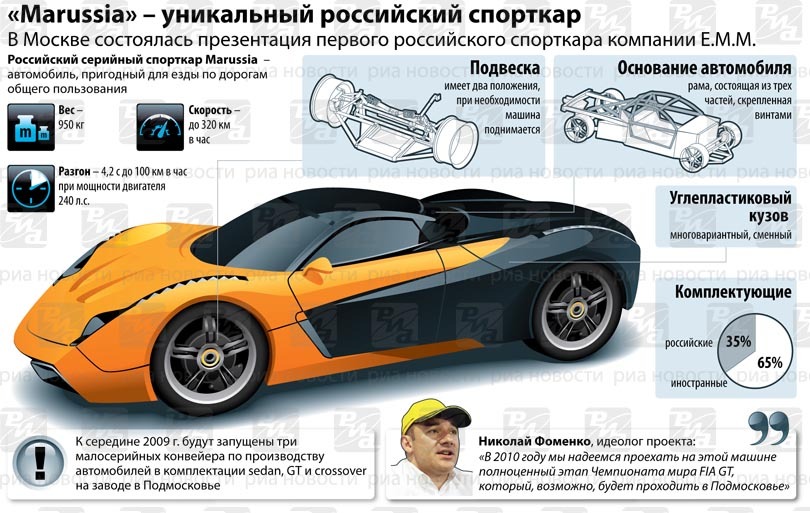 «Marussia» – уникальный российский спорткар
В Москве состоялась презентация первого российского спорткара компании Е.М.М.
Российский серийный спорткар Marussia –
автомобиль, пригодный для езды по дорогам
общего пользования
Вес –
950 кг
Скорость –
до 320 км
в час
Разгон – 4,2 с до 100 км в час
при мощности двигателя
240 л.с.
Подвеска
имеет два положения,
при необходимости
машина
поднимается
Основание автомобиля
рама, состоящая из трех
частей, скрепленная
винтами
Углепластиковый
кузов
многовариантный, сменный
Комплектующие
российские
35%
65%
иностранные
К середине 2009 г. будут запущены три
малосерийных конвейера по производству
автомобилей в комплектации sedan, GT и crossover
на заводе в Подмосковье
Николай Фоменко, идеолог проекта:
«В 2010 году мы надеемся проехать на этой машине
полноценный этап Чемпионата мира FIA GT,
который, возможно, будет проходить в Подмосковье»
риа новости